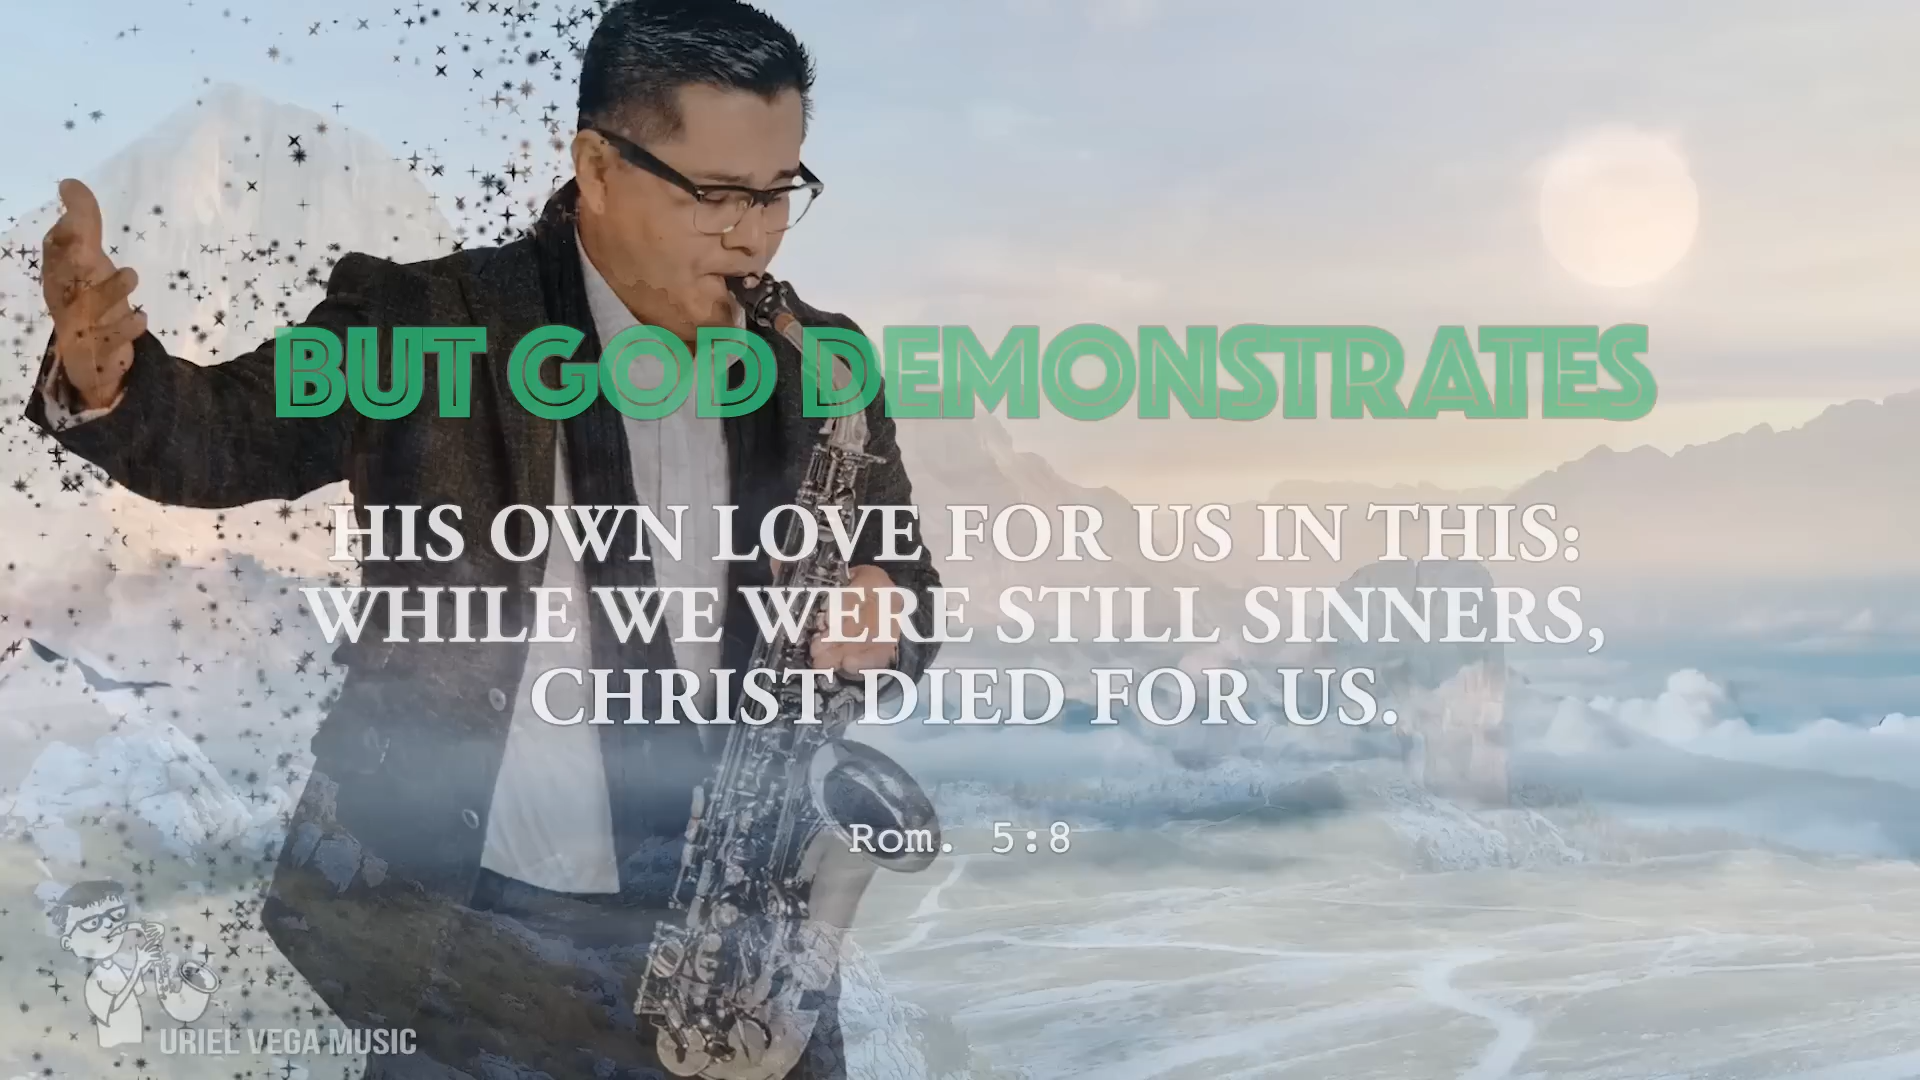 BUT GOD DEMONSTRATES
HIS OWN LOVE FOR US IN THIS:
WHILE WE WERE STILL SINNERS,
CHRIST DIED FOR US.
Rom. 5:8
URIEL VEGA MUSIC